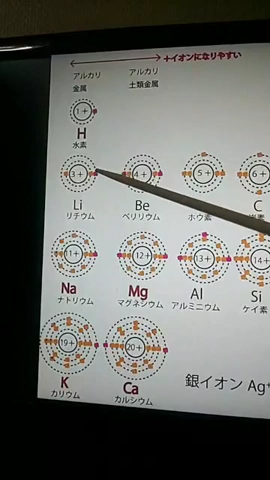 +イオンになりやすい
アルカリ アルカリ
金属 土類金属
1+
H
水素
3+ 4+ 5+ 6+
Li Be C
リチウム ベリリウム ホウ素 素
11+ 12+ 13+ 14+
Na Mg Al Si
ナトリウム マグネシウム アルミニウム ケイ素
19+ 20+
K Ca 銀イオン Ag+
カリウム カルシウム